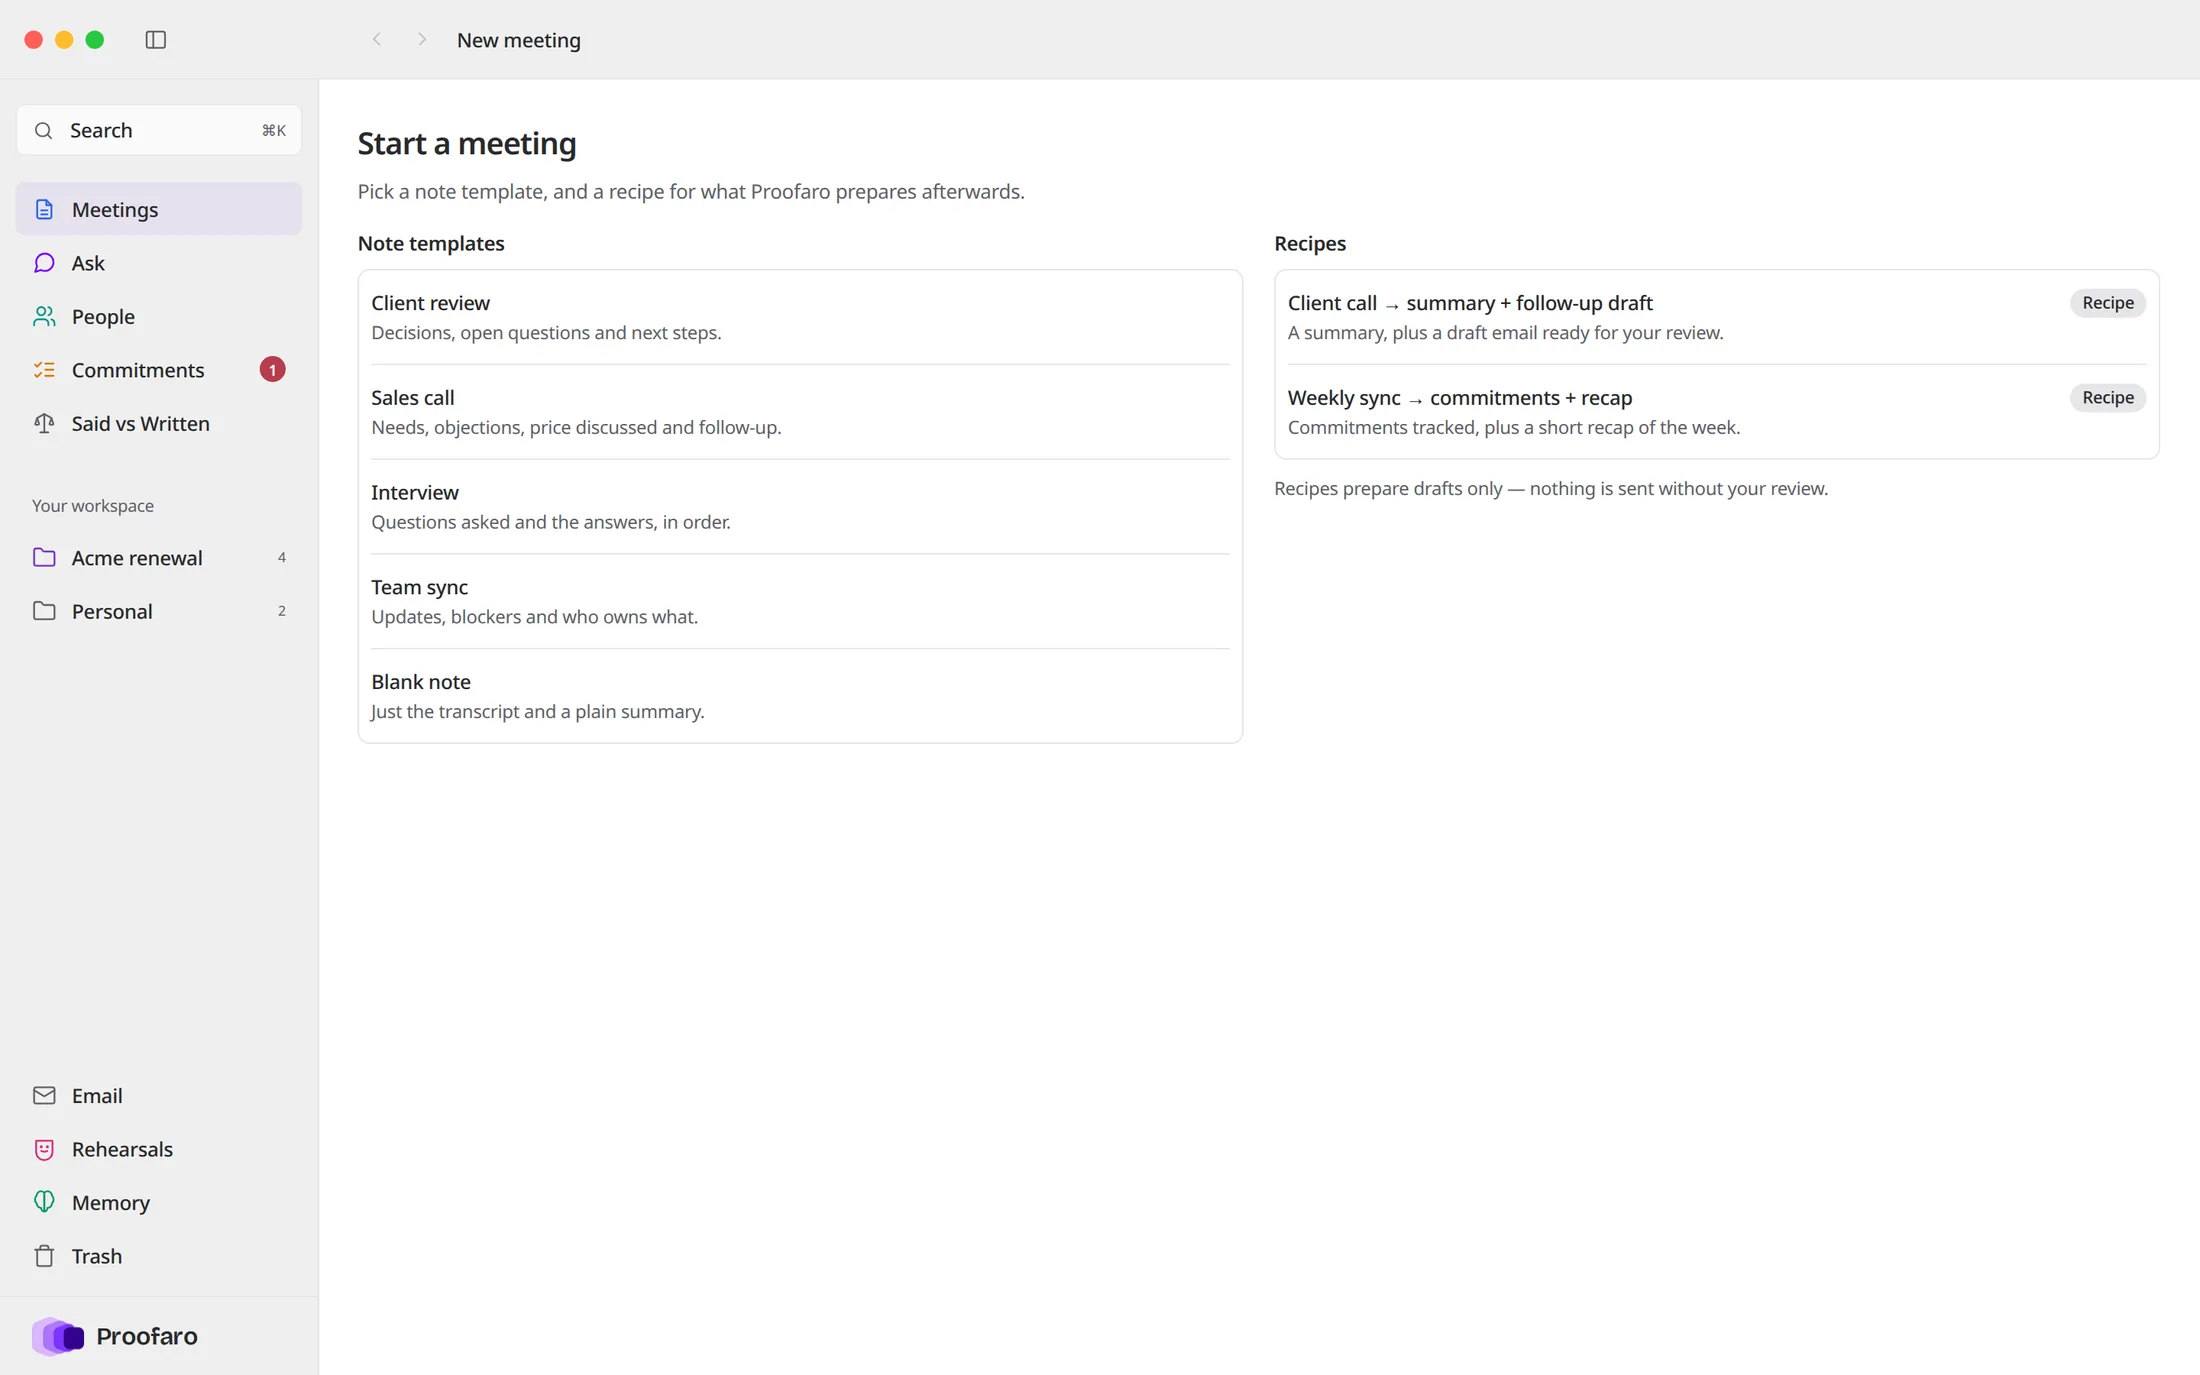 New meeting
Search ⌘K
Meetings
Ask
People
Commitments 1
Said vs Written
Your workspace
Acme renewal 4
Personal 2
Email
Rehearsals
Memory
Trash
Proofaro
Start a meeting
Pick a note template, and a recipe for what Proofaro prepares afterwards.
Note templates
Client review
Decisions, open questions and next steps.
Sales call
Needs, objections, price discussed and follow-up.
Interview
Questions asked and the answers, in order.
Team sync
Updates, blockers and who owns what.
Blank note
Just the transcript and a plain summary.
Recipes
Client call → summary + follow-up draft Recipe
A summary, plus a draft email ready for your review.
Weekly sync → commitments + recap Recipe
Commitments tracked, plus a short recap of the week.
Recipes prepare drafts only — nothing is sent without your review.